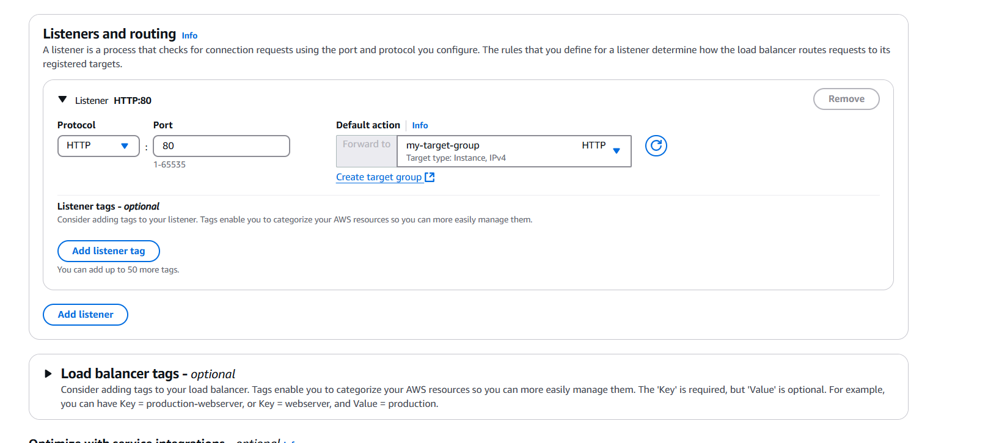 Listeners and routing Info
A listener is a process that checks for connection requests using the port and protocol you configure. The rules that you define for a listener determine how the load balancer routes requests to its
registered targets.
Listener HTTP:80
Remove
Protocol
Port
Default action Info
HTTP
:
80
Forward to
my-target-group
HTTP
Target type: Instance, IPv4
1-65535
Create target group
Listener tags - optional
Consider adding tags to your listener. Tags enable you to categorize your AWS resources so you can more easily manage them.
Add listener tag
You can add up to 50 more tags.
Add listener
Load balancer tags - optional
Consider adding tags to your load balancer. Tags enable you to categorize your AWS resources so you can more easily manage them. The 'Key' is required, but 'Value' is optional. For example,
you can have Key = production-webserver, or Key = webserver, and Value = production.
Optimize with service integrations - optional Info